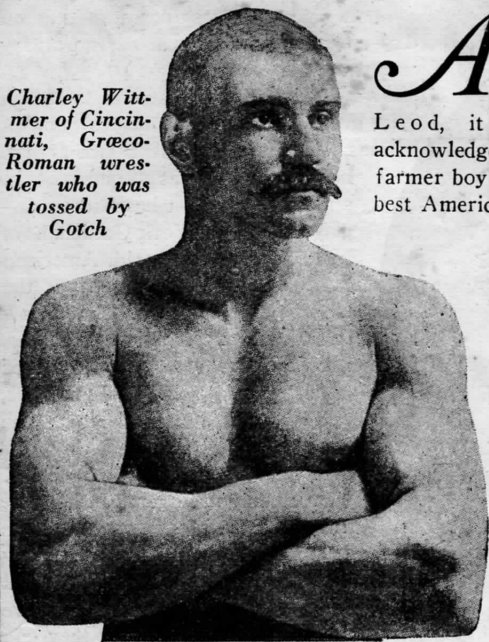 Charley Witt-
mer of Cincin-
nati, Græco-
Roman wres-
tler who was
tossed by
Gotch
A
Leod, it
acknowledg
farmer boy
best Americ